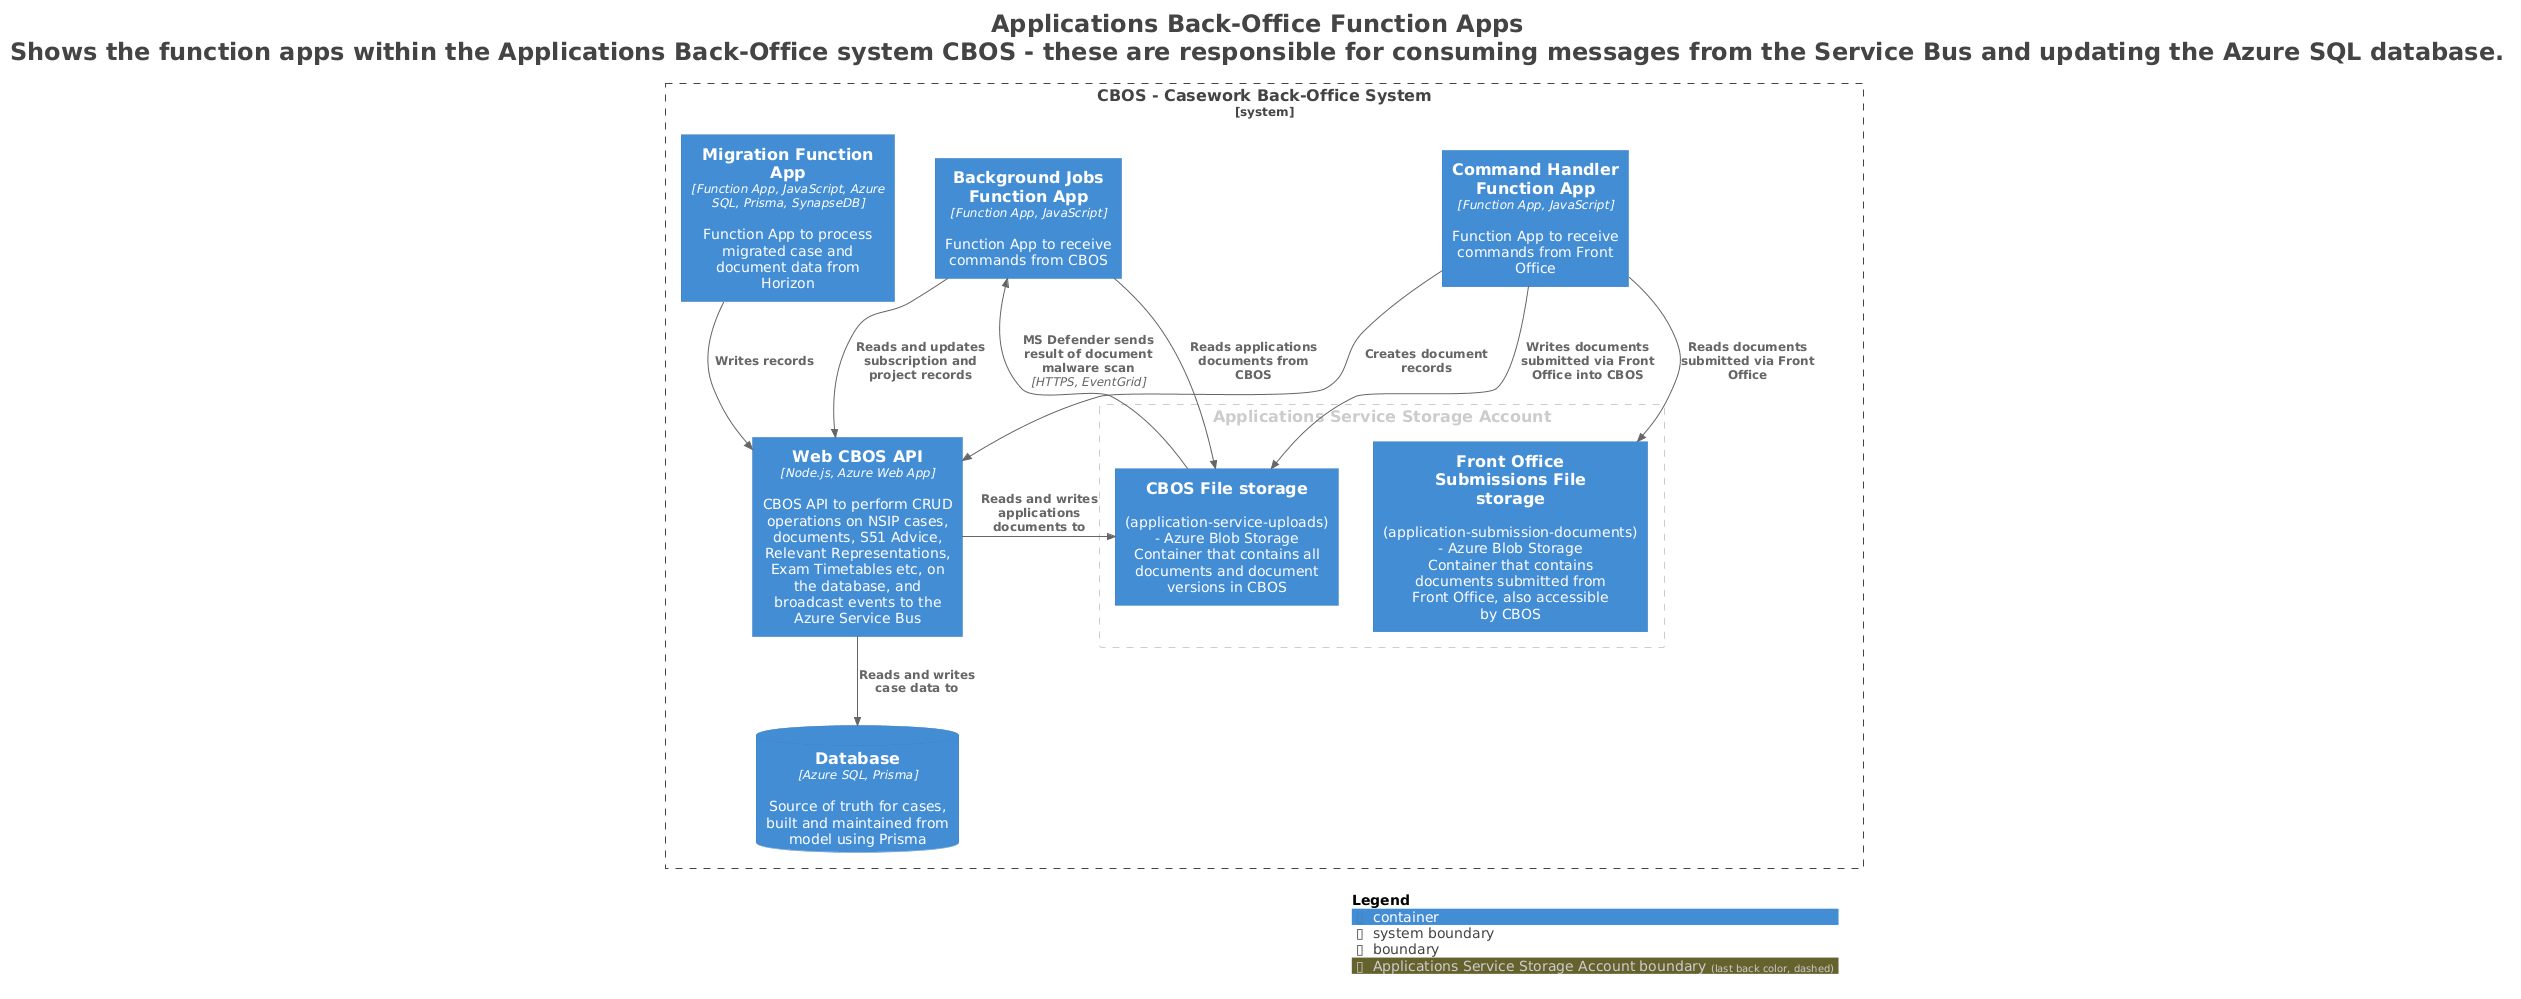 Applications Back-Office Function Apps
Shows the function apps within the Applications Back-Office system CBOS - these are responsible for consuming messages from the Service Bus and updating the Azure SQL database.
CBOS - Casework Back-Office System
[system]
Migration Function
App
[Function App, JavaScript, Azure
SQL, Prisma, SynapseDB]
Function App to process
migrated case and
document data from
Horizon
Background Jobs
Function App
[Function App, JavaScript]
Function App to receive
commands from CBOS
Command Handler
Function App
[Function App, JavaScript]
Function App to receive
commands from Front
Office
Writes records
Reads and updates
subscription and
project records
MS Defender sends
result of document
malware scan
[HTTPS, EventGrid]
Reads applications
documents from
CBOS
Creates document
records
Writes documents
submitted via Front
Office into CBOS
Reads documents
submitted via Front
Office
Applications Service Storage Account
Web CBOS API
[Node.js, Azure Web App]
CBOS API to perform CRUD
operations on NSIP cases,
documents, S51 Advice,
Relevant Representations,
Exam Timetables etc, on
the database, and
broadcast events to the
Azure Service Bus
Reads and writes
applications
documents to
CBOS File storage
(application-service-uploads)
- Azure Blob Storage
Container that contains all
documents and document
versions in CBOS
Front Office
Submissions File
storage
(application-submission-documents)
- Azure Blob Storage
Container that contains
documents submitted from
Front Office, also accessible
by CBOS
Reads and writes
case data to
Database
[Azure SQL, Prisma]
Source of truth for cases,
built and maintained from
model using Prisma
Legend
container
system boundary
boundary
Applications Service Storage Account boundary (last back color, dashed)